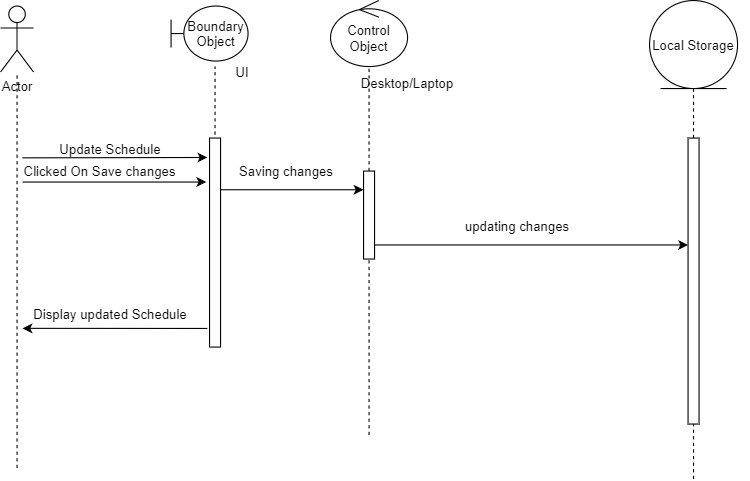 Boundary
Object
Control
Object
Local Storage
UI
Actor
Desktop/Laptop
Update Schedule
Clicked On Save changes
Saving changes
updating changes
Display updated Schedule